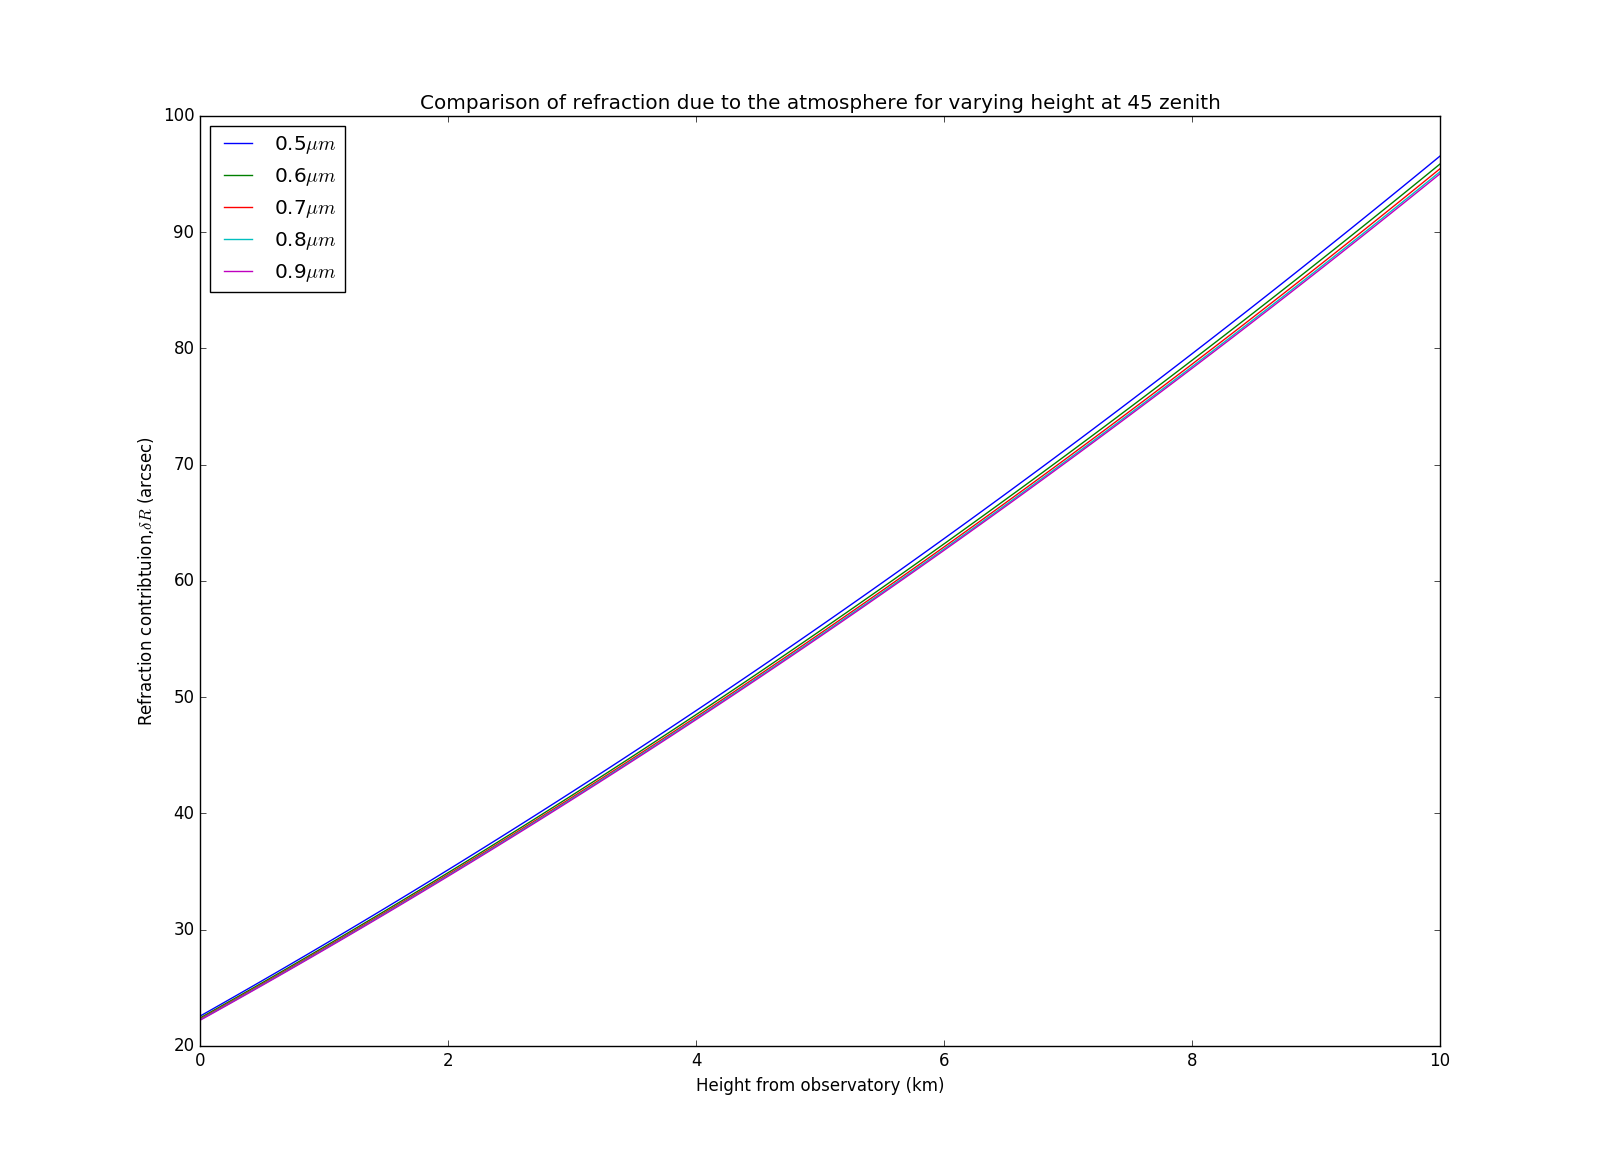 Comparison of refraction due to the atmosphere for varying height at 45 zenith
100
90
80
70
60
50
40
30
20
0.5μm
0.6μm
0.7μm
0.8μm
0.9μm
Refraction contribtuion,δR (arcsec)
0 2 4 6 8 10
Height from observatory (km)